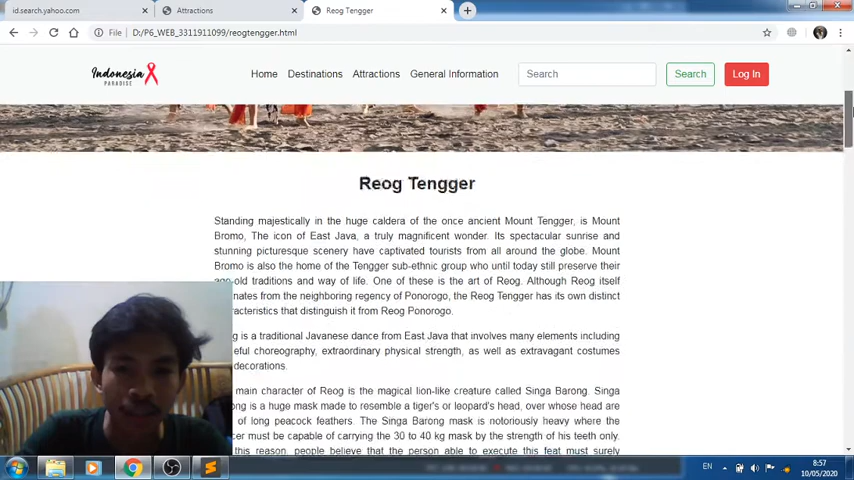 id.search.yahoo.com
Attractions
Reog Tengger
File
D:/P6_WEB_3311911099/reogtengger.html
Indonesia
PARADISE
Home
Destinations
Attractions
General Information
Search
Search
Log In
Reog Tengger
Standing majestically in the huge caldera of the once ancient Mount Tengger, is Mount
Bromo, The icon of East Java, a truly magnificent wonder. Its spectacular sunrise and
stunning picturesque scenery have captivated tourists from all around the globe. Mount
Bromo is also the home of the Tengger sub-ethnic group who until today still preserve their
age-old traditions and way of life. One of these is the art of Reog. Although Reog itself
nates from the neighboring regency of Ponorogo, the Reog Tengger has its own distinct
racteristics that distinguish it from Reog Ponorogo.
g is a traditional Javanese dance from East Java that involves many elements including
eful choreography, extraordinary physical strength, as well as extravagant costumes
decorations.
main character of Reog is the magical lion-like creature called Singa Barong. Singa
ong is a huge mask made to resemble a tiger's or leopard's head, over whose head are
of long peacock feathers. The Singa Barong mask is notoriously heavy where the
cer must be capable of carrying the 30 to 40 kg mask by the strength of his teeth only.
this reason, people believe that the person able to execute this feat must surely
EN
8:57
10/05/2020